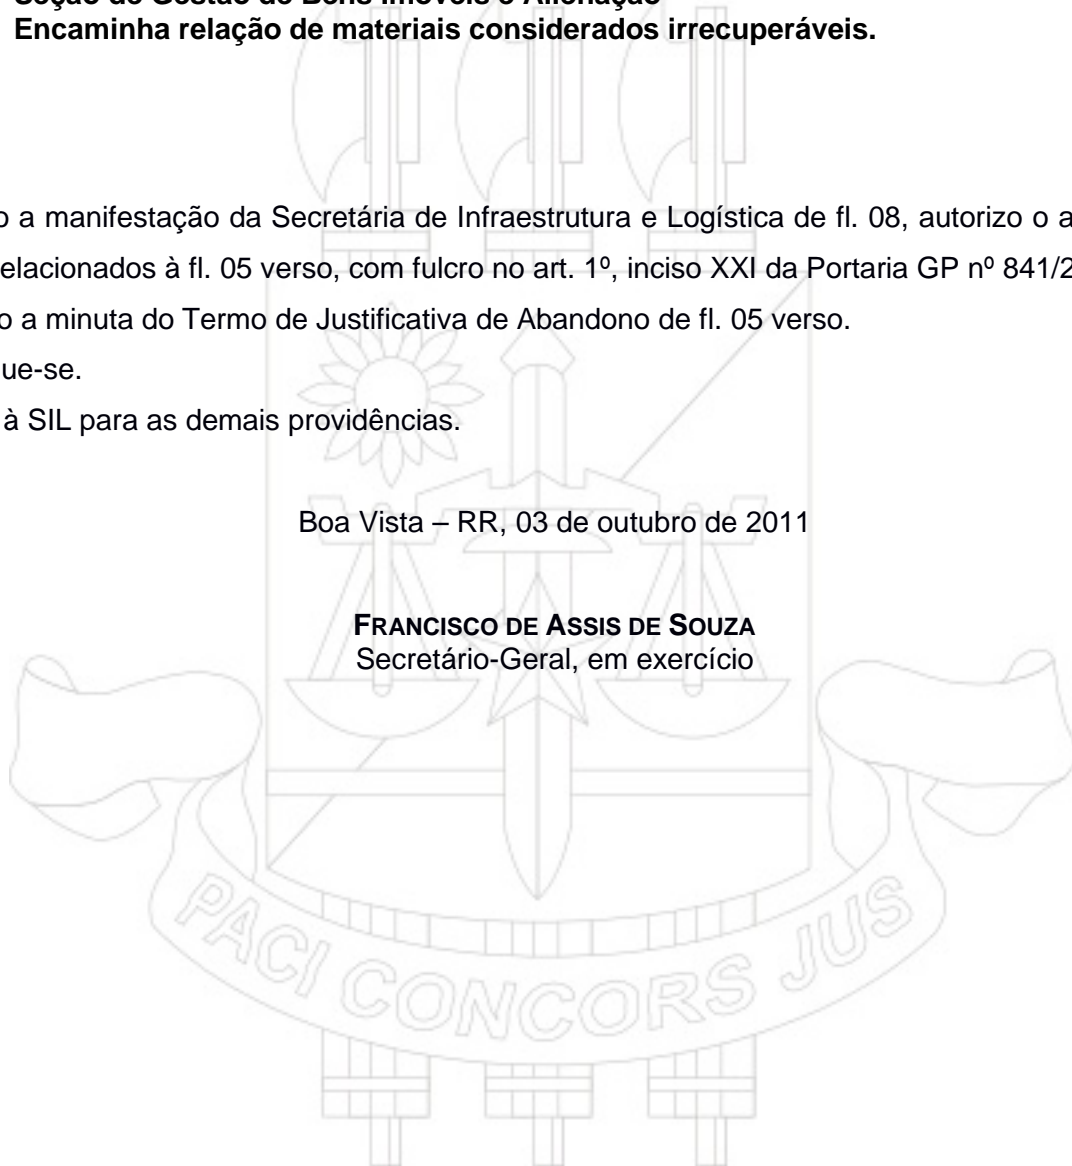 Seção de Gestão de Bens Imóveis e Alienação
Encaminha relação de materiais considerados irrecuperáveis.
o a manifestação da Secretária de Infraestrutura e Logística de fl. 08, autorizo o a
elacionados à fl. 05 verso, com fulcro no art. 1º, inciso XXI da Portaria GP nº 841/2
o a minuta do Termo de Justificativa de Abandono de fl. 05 verso.
ue-se.
à SIL para as demais providências.
Boa Vista – RR, 03 de outubro de 2011
FRANCISCO DE ASSIS DE SOUZA
Secretário-Geral, em exercício
PACI CONCORS JUS